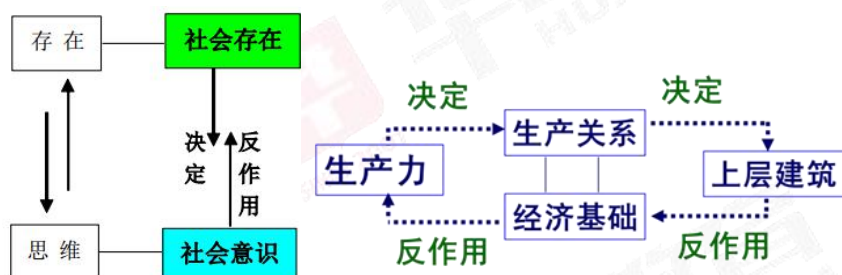 存 在
社会存在
决定
反作用
思 维
社会意识
决定
决定
生产关系
生产力
上层建筑
经济基础
反作用
反作用